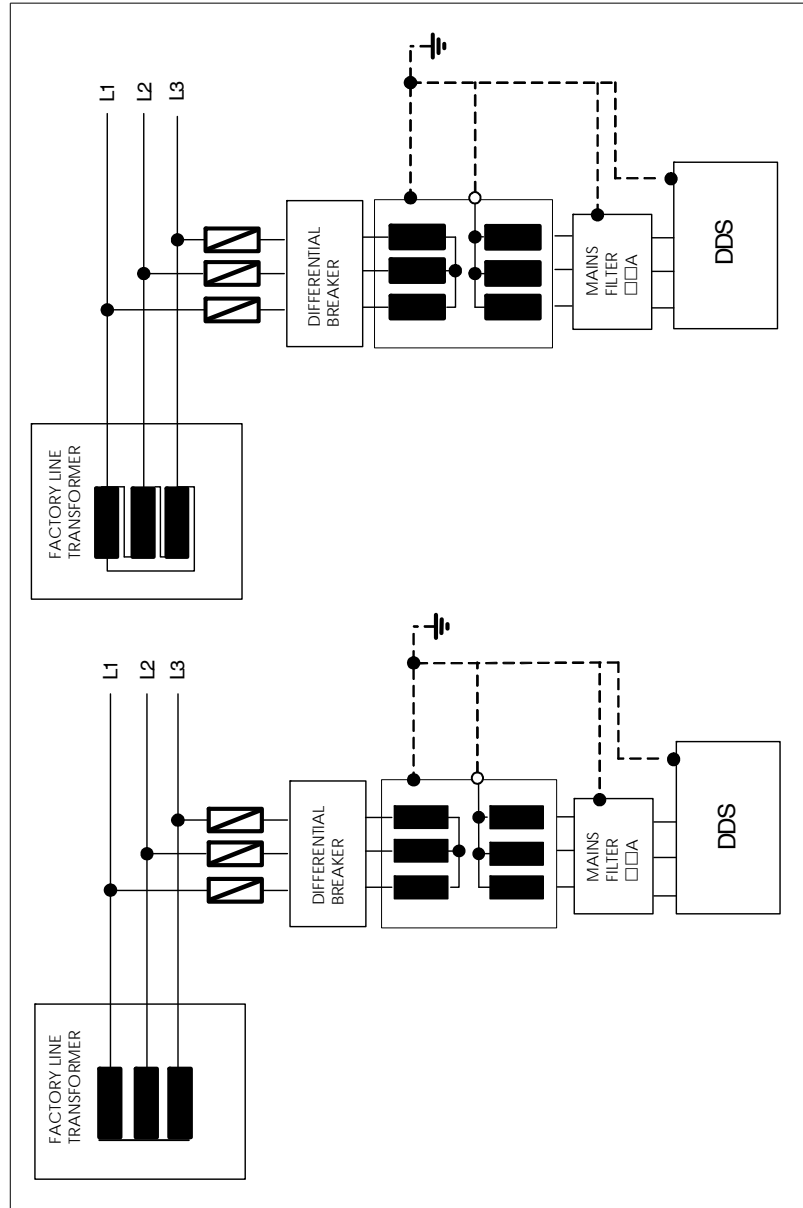 FACTORY LINE
TRANSFORMER
L1
L2
L3
DIFFERENTIAL
BREAKER
MAINS
FILTER
□□A
DDS
FACTORY LINE
TRANSFORMER
L1
L2
L3
DIFFERENTIAL
BREAKER
MAINS
FILTER
□□A
DDS